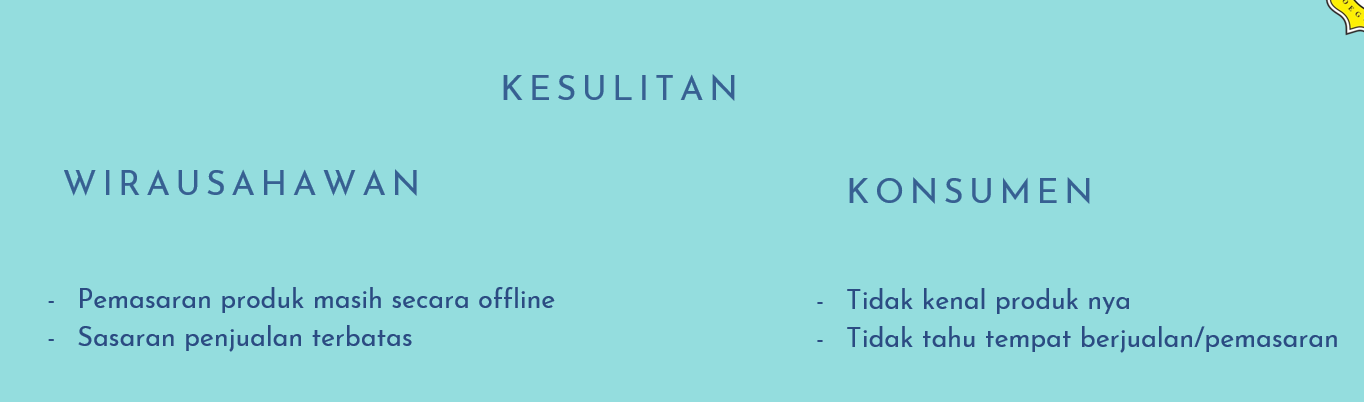 KESULITAN
WIRAUSAHAWAN
- Pemasaran produk masih secara offline
- Sasaran penjualan terbatas
KONSUMEN
- Tidak kenal produk nya
- Tidak tahu tempat berjualan/pemasaran